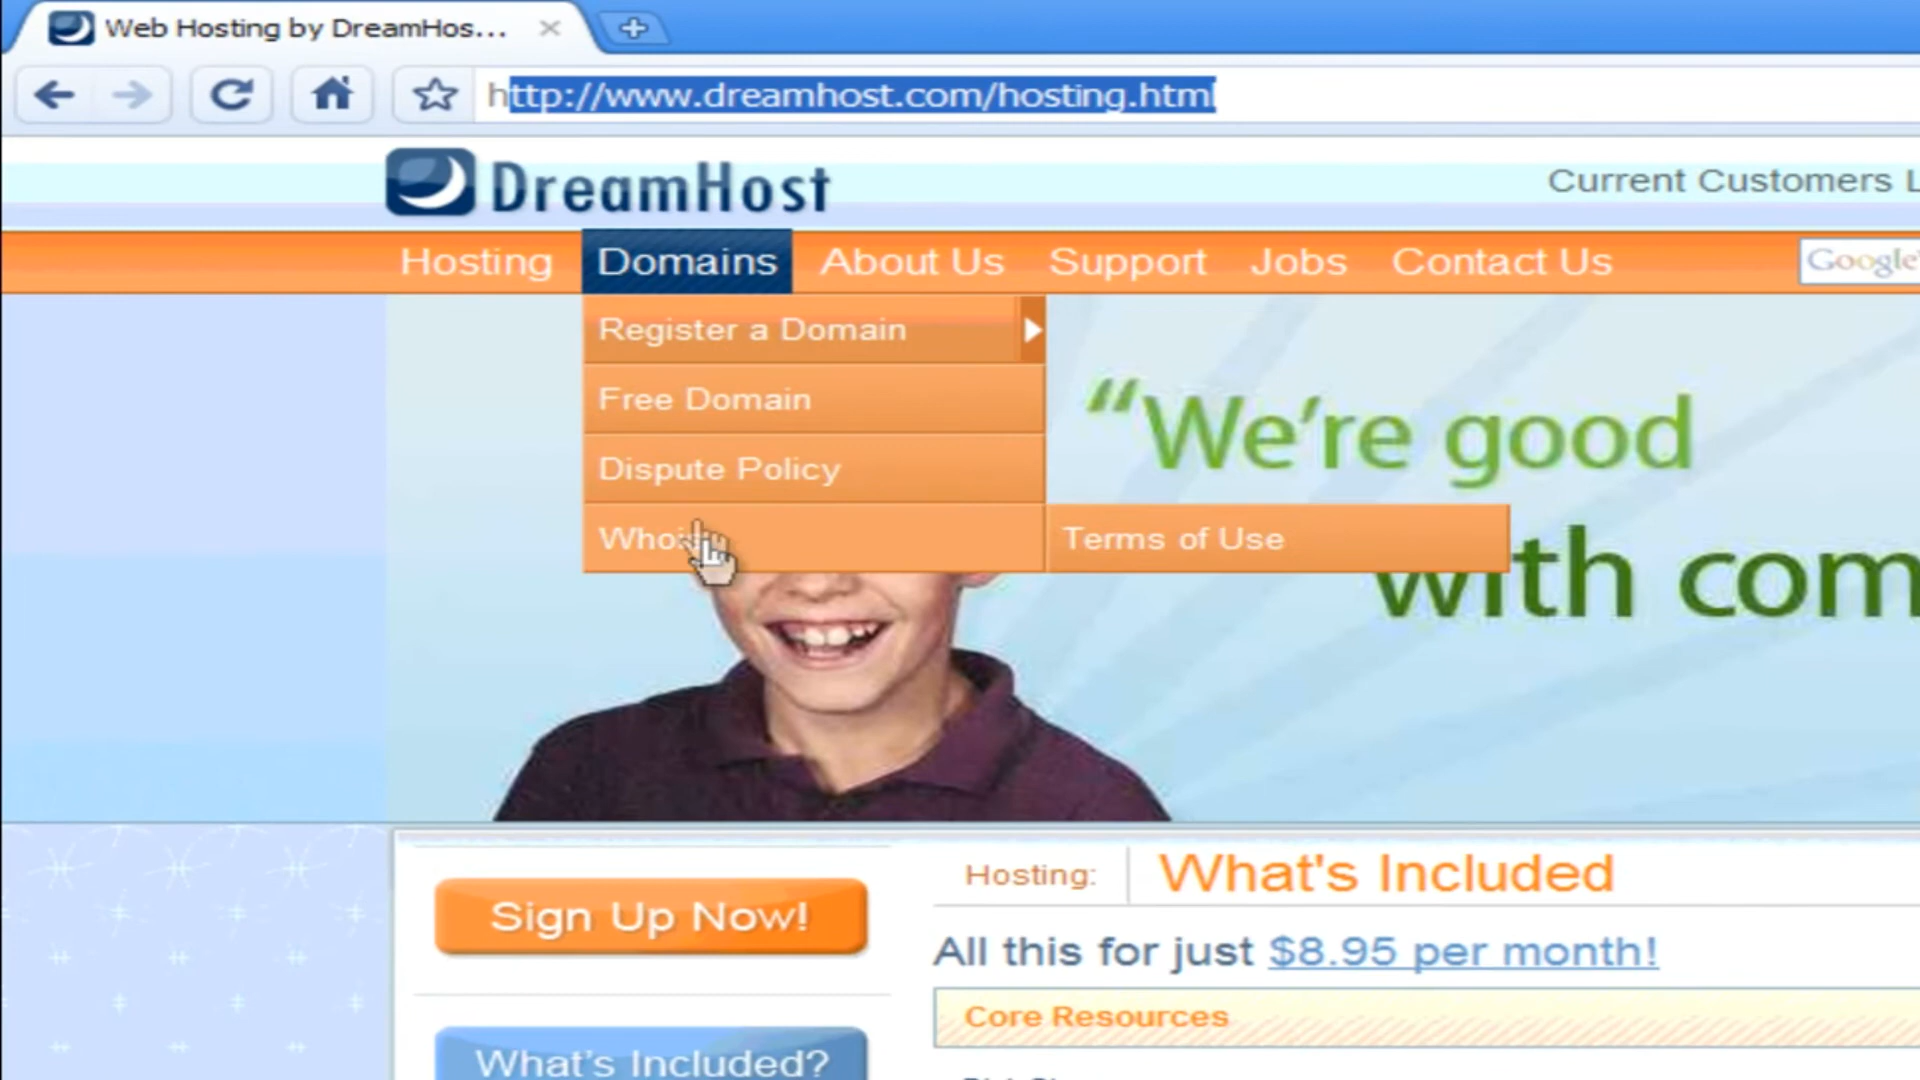 Web Hosting by DreamHos...
http://www.dreamhost.com/hosting.html
DreamHost
Current Customers L
Hosting Domains About Us Support Jobs Contact Us
Google
Register a Domain
Free Domain
Dispute Policy
Terms of Use
“We're good
with com
Sign Up Now!
Hosting: What's Included
All this for just $8.95 per month!
Core Resources
What's Included?